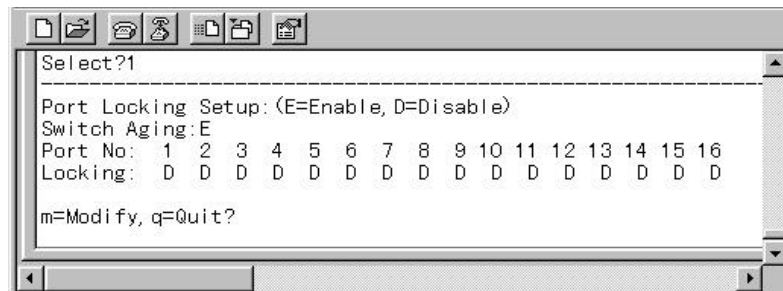 Select?1
--------------------------------------------------------------------------------
Port Locking Setup:(E=Enable,D=Disable)
Switch Aging:E
Port No: 1 2 3 4 5 6 7 8 9 10 11 12 13 14 15 16
Locking: D D D D D D D D D D D D D D D D
m=Modify,q=Quit?